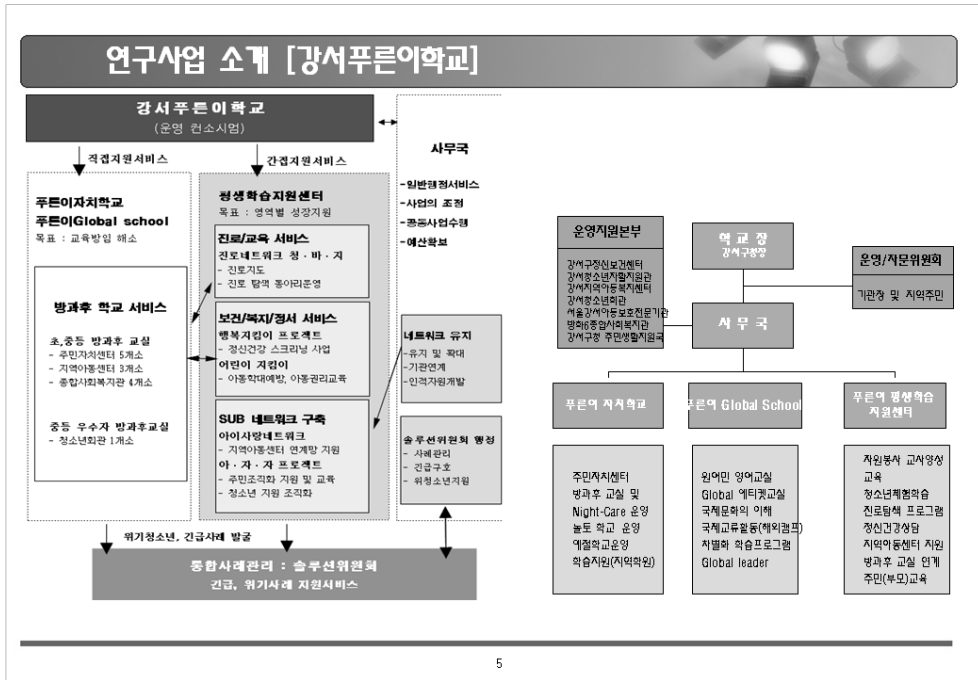 연구사업 소개 [강서푸른이학교]
강서푸른이학교
(운영 컨소시엄)
직접지원서비스
간접지원서비스
푸른이자치학교
푸른이Global school
목표 : 교육방임 해소
방과후 학교 서비스
초,중등 방과후 교실
- 주민자치센터 5개소
- 지역아동센터 3개소
- 종합사회복지관 4개소
중등 우수자 방과후교실
- 청소년회관 1개소
평생학습지원센터
목표 : 영역별 성장지원
진로/교육 서비스
진로네트워크 청·바·지
- 진로지도
- 진로 탐색 동아리운영
보건/복지/정서 서비스
행복지킴이 프로젝트
- 정신건강 스크리닝 사업
어린이 지킴이
- 아동학대예방, 아동권리교육
SUB 네트워크 구축
아이사랑네트워크
- 지역아동센터 연계망 지원
아·자·자 프로젝트
- 주민조직화 지원 및 교육
- 청소년 지원 조직화
사무국
-일반행정서비스
-사업의 조정
-공동사업수행
-예산확보
네트워크 유지
-유지 및 확대
-기관연계
-인적자원개발
솔루션위원회 행정
- 사례관리
- 긴급구호
- 위청소년지원
위기청소년, 긴급사례 발굴
통합사례관리 : 솔루션위원회
긴급, 위기사례 지원서비스
운영지원본부
강서구정신보건센터
강서청소년자활지원관
강서지역아동복지센터
강서청소년회관
서울강서아동보호전문기관
방화6종합사회복지관
강서구청 주민생활지원국
학교장
강서구청장
사무국
운영/자문위원회
기관장 및 지역주민
푸른이 자치학교
주민자치센터
방과후 교실 및
Night-Care 운영
놀토 학교 운영
예절학교운영
학습지원(지역학원)
푸른이 Global School
원어민 영어교실
Global 에티켓교실
국제문화의 이해
국제교류활동(해외캠프)
차별화 학습프로그램
Global leader
푸른이 평생학습
지원센터
자원봉사 교사양성
교육
청소년체험학습
진로탐색 프로그램
정신건강상담
지역아동센터 지원
방과후 교실 연계
주민(부모)교육
5